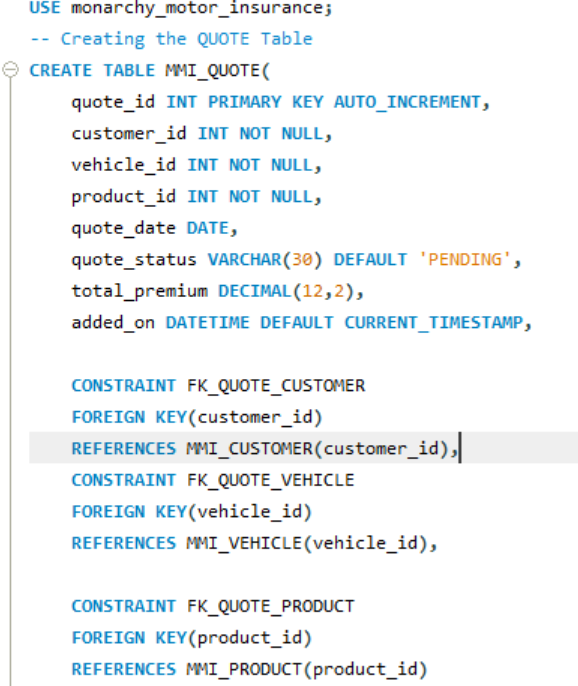 USE monarchy_motor_insurance;
-- Creating the QUOTE Table
CREATE TABLE MMI_QUOTE(
quote_id INT PRIMARY KEY AUTO_INCREMENT,
customer_id INT NOT NULL,
vehicle_id INT NOT NULL,
product_id INT NOT NULL,
quote_date DATE,
quote_status VARCHAR(30) DEFAULT 'PENDING',
total_premium DECIMAL(12,2),
added_on DATETIME DEFAULT CURRENT_TIMESTAMP,
CONSTRAINT FK_QUOTE_CUSTOMER
FOREIGN KEY(customer_id)
REFERENCES MMI_CUSTOMER(customer_id),
CONSTRAINT FK_QUOTE_VEHICLE
FOREIGN KEY(vehicle_id)
REFERENCES MMI_VEHICLE(vehicle_id),
CONSTRAINT FK_QUOTE_PRODUCT
FOREIGN KEY(product_id)
REFERENCES MMI_PRODUCT(product_id)